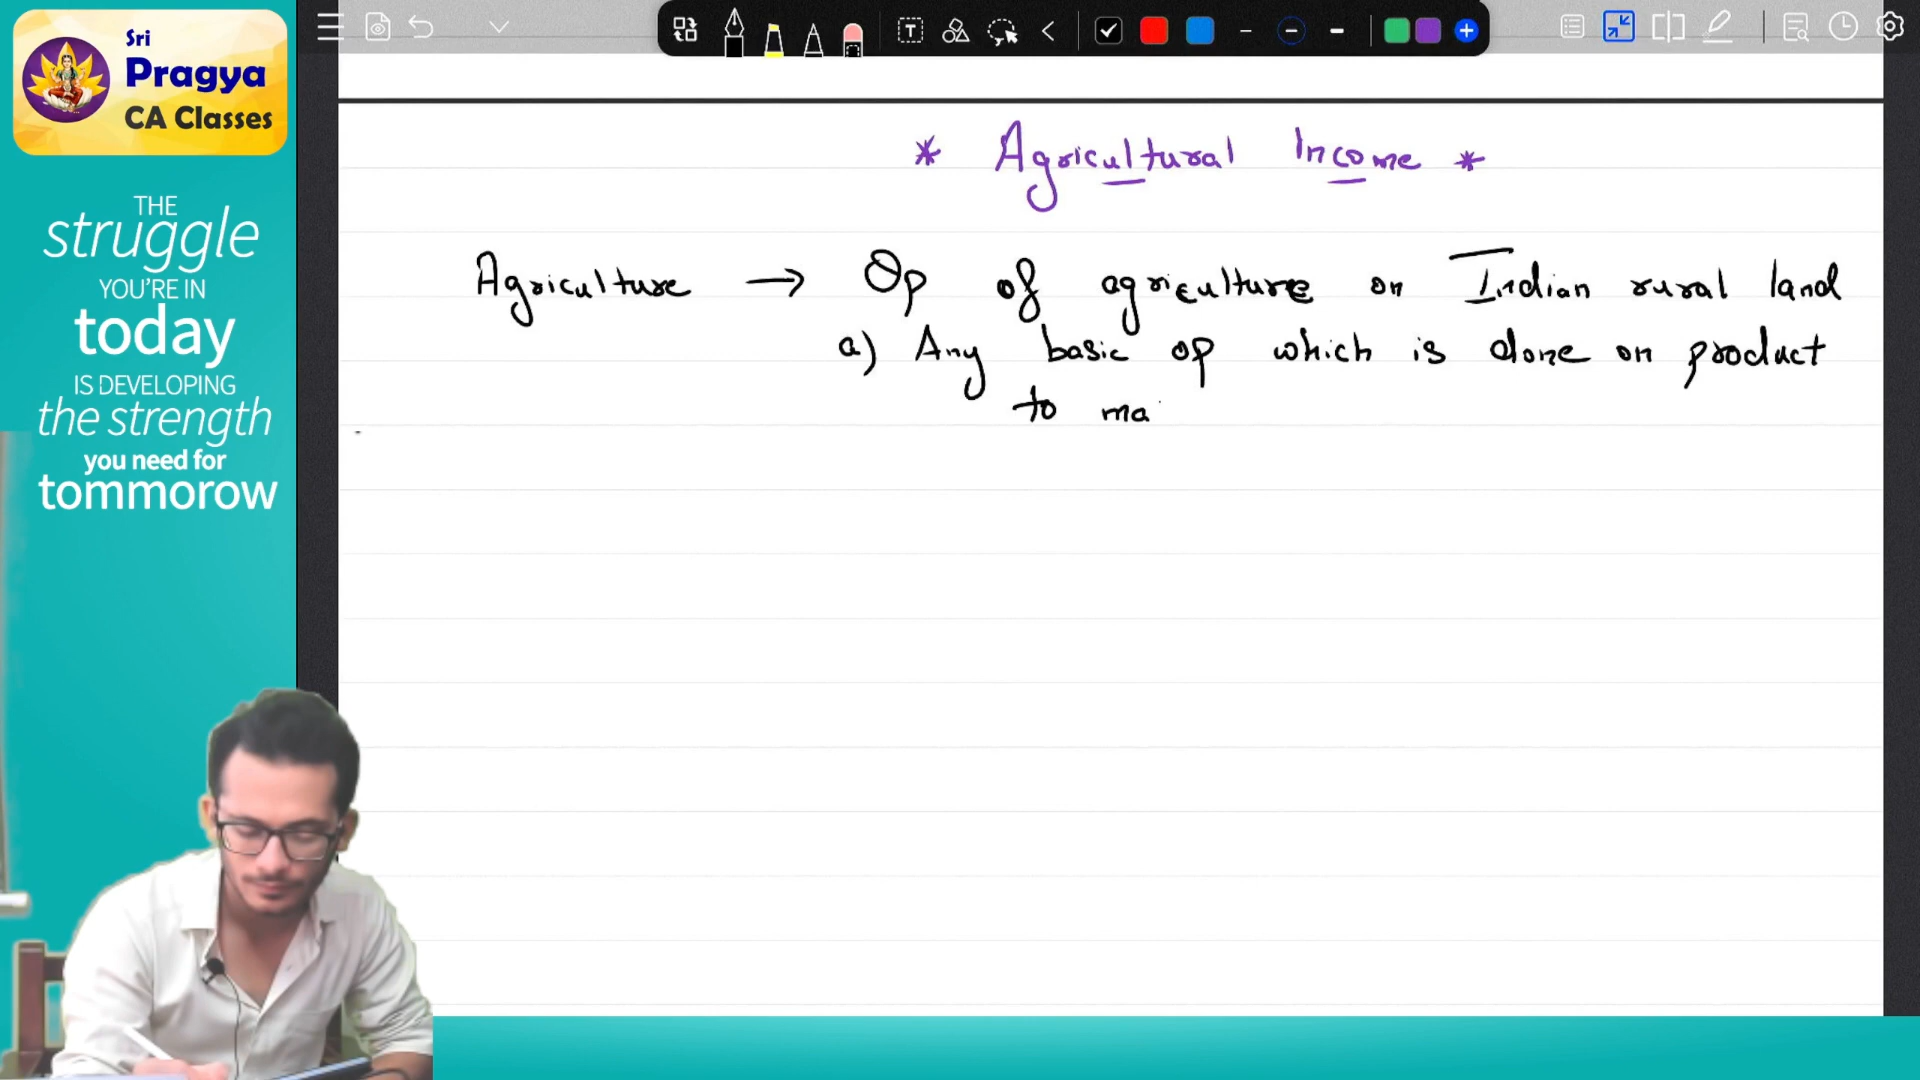 Sri
Pragya
CA Classes
THE
struggle
YOU'RE IN
today
IS DEVELOPING
the strength
you need for
tommorow
* Agricultural Income *
Agriculture → Op of agriculture on Indian rural land
a) Any basic op which is done on product
to ma